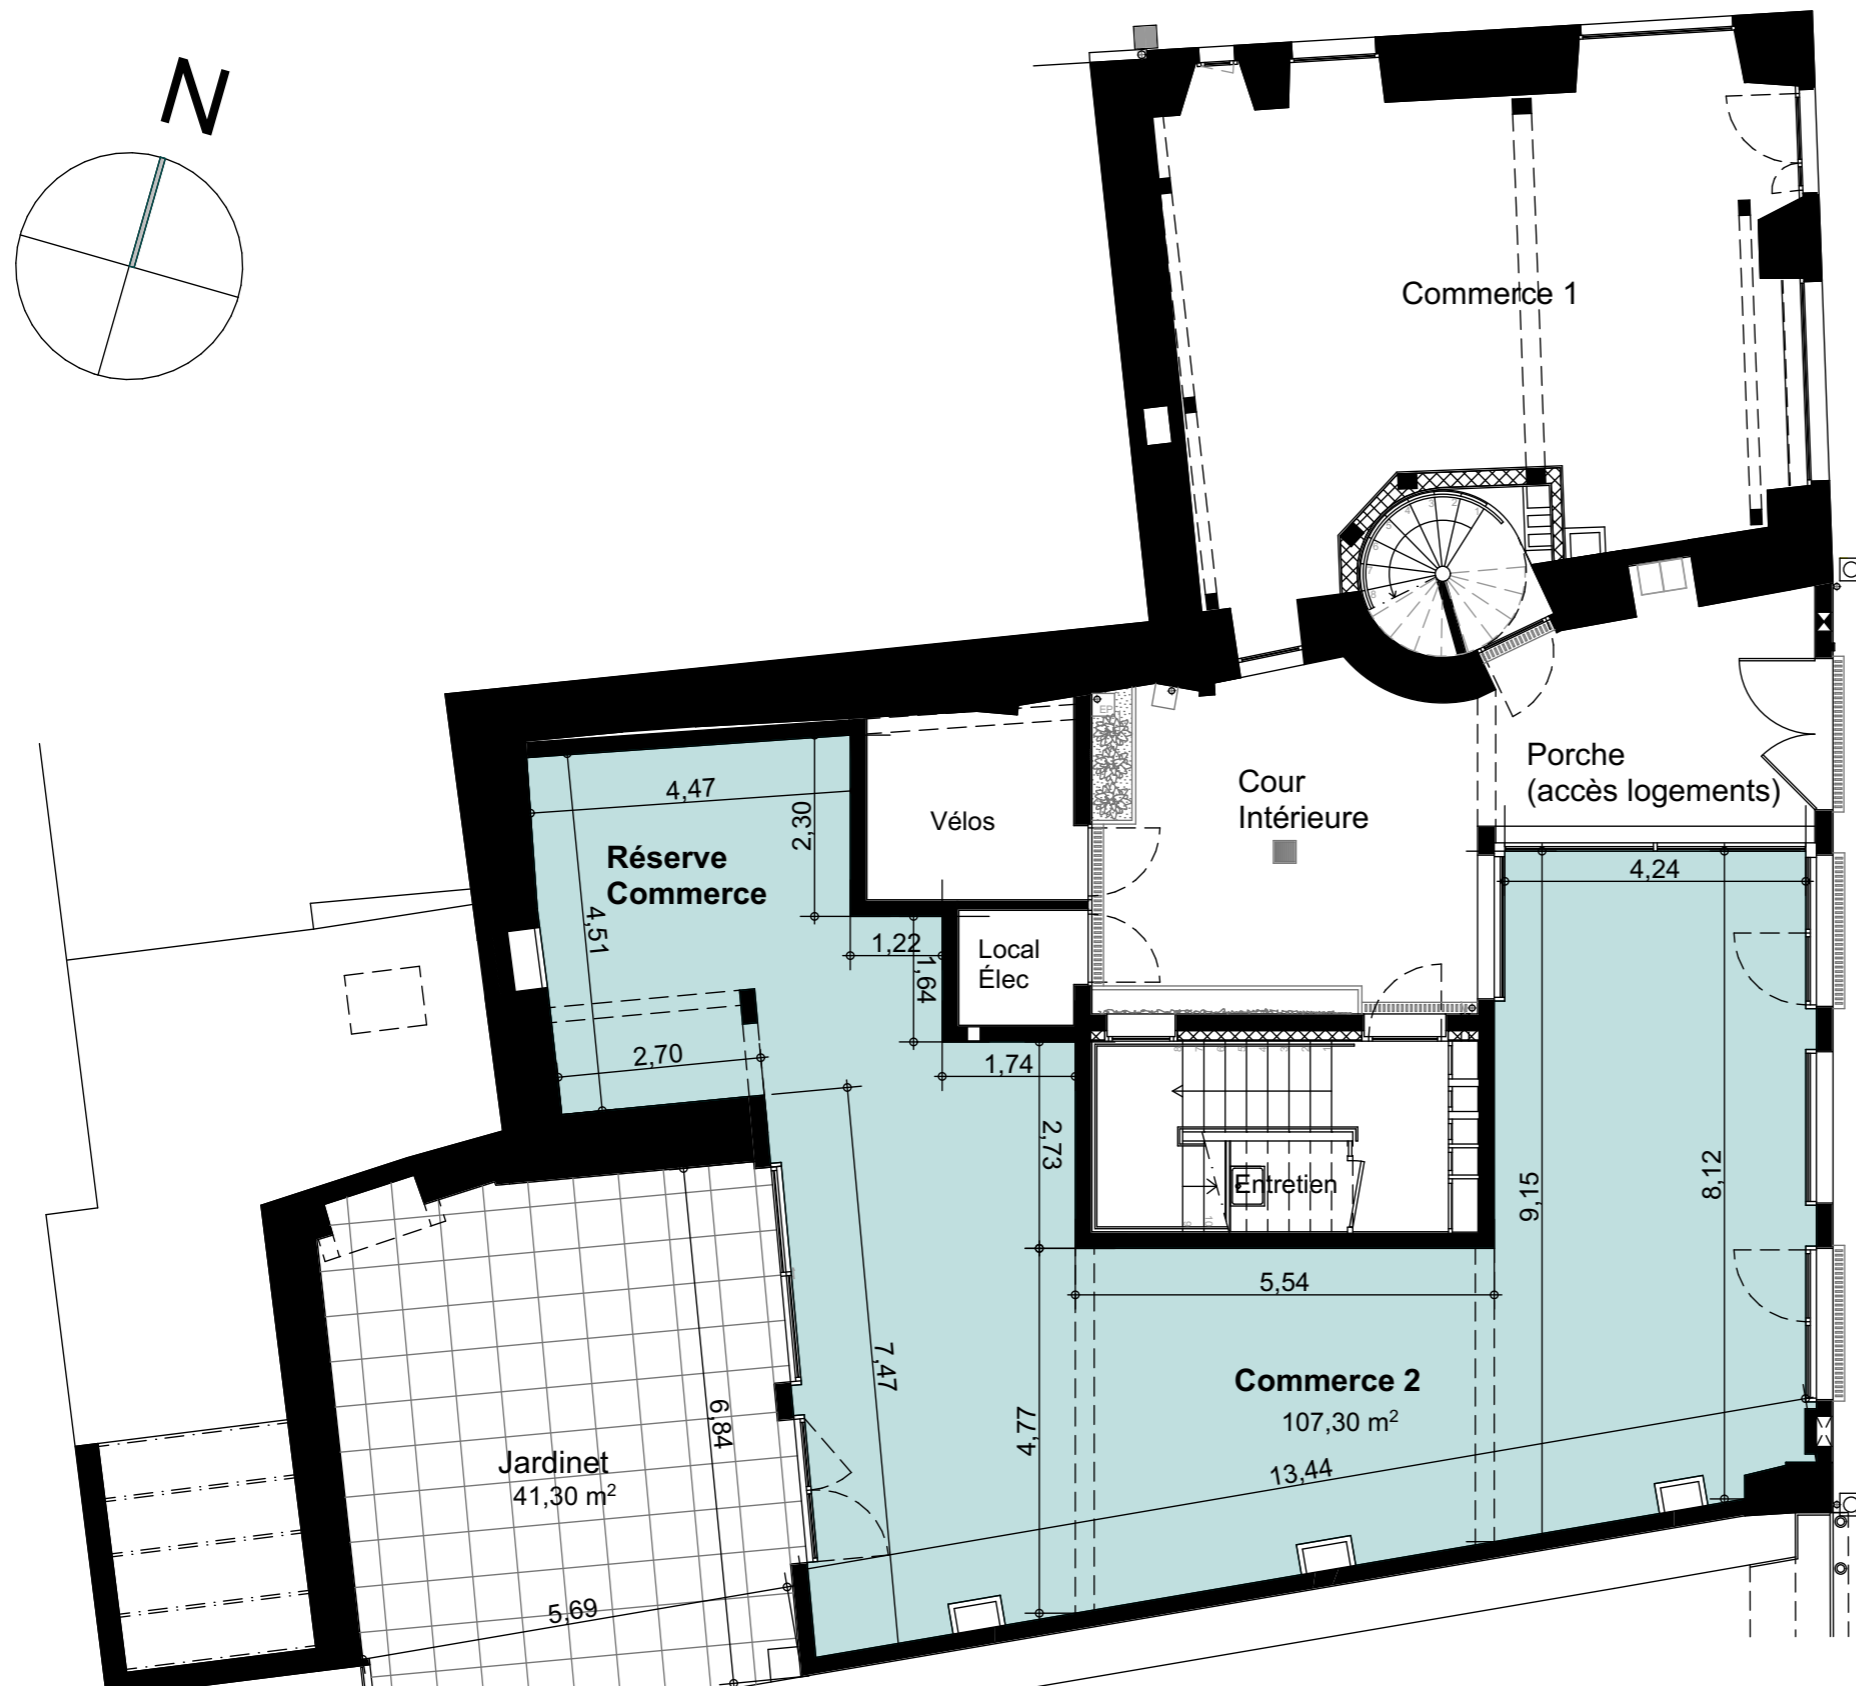 N
Commerce 1
Porche
(accès logements)
Cour
Intérieure
EP
Vélos
4,47
2,30
Réserve
Commerce
4,51
1,22
1,64
Local
Élec
4,24
2,70
1,74
2,73
Entretien
9,15
8,12
5,54
7,47
Commerce 2
107,30 m²
4,77
6,84
13,44
Jardinet
41,30 m²
5,69